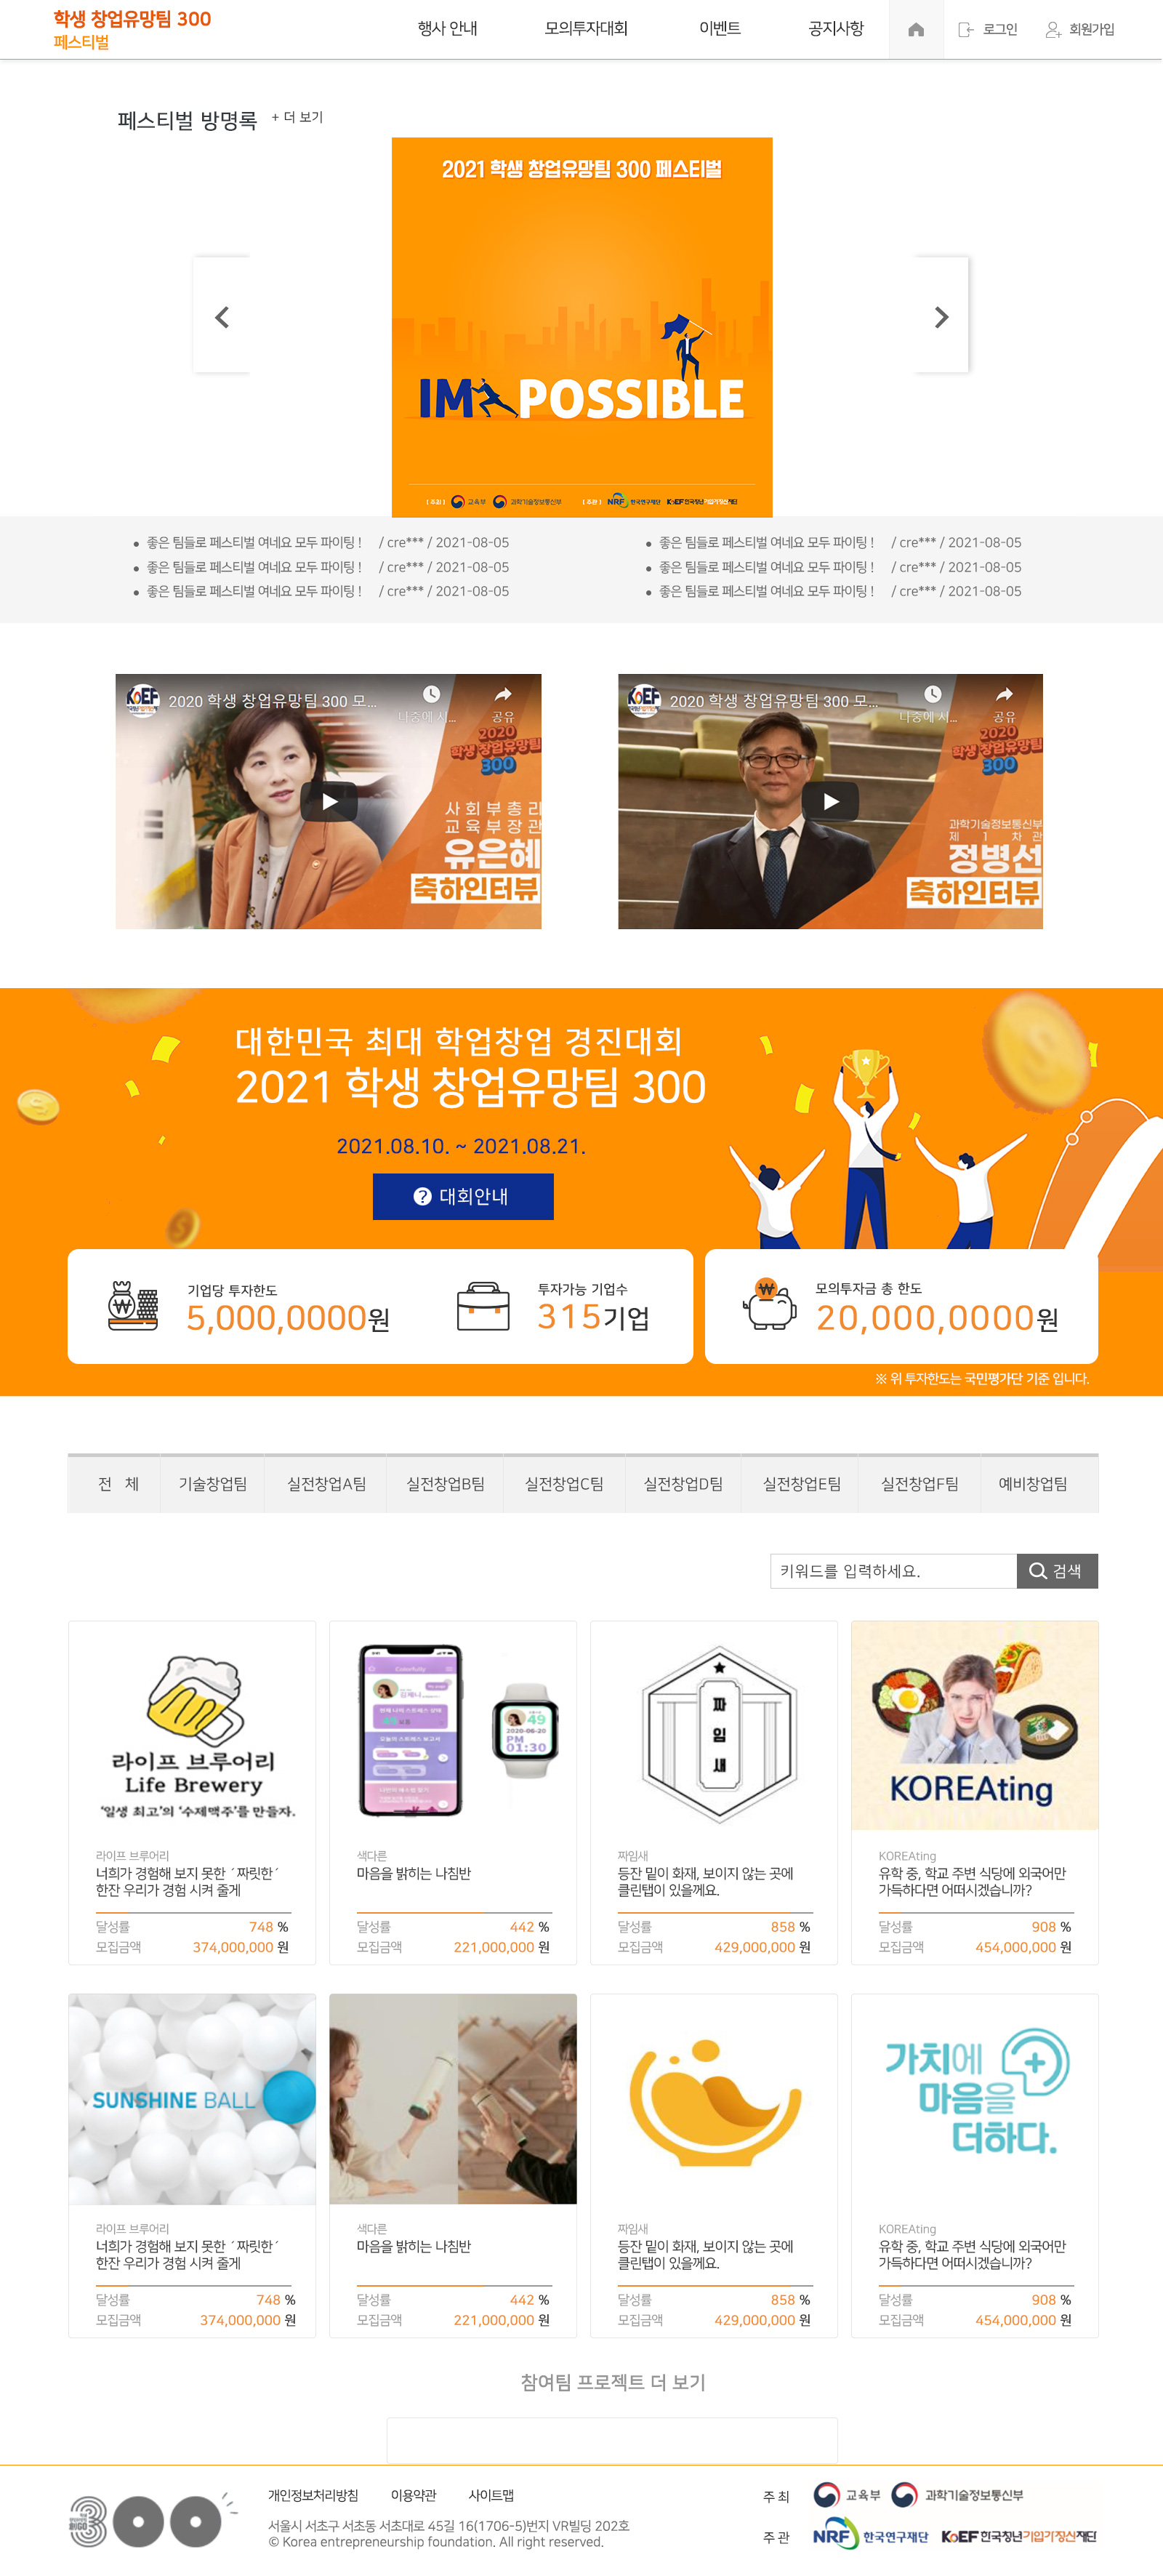 학생 창업유망팀 300
페스티벌
행사 안내
모의투자대회
이벤트
공지사항
로그인
회원가입
페스티벌 방명록
+ 더 보기
2021 학생 창업유망팀 300 페스티벌
IM POSSIBLE
[ 주최 ] 교육부 과학기술정보통신부 [ 주관 ] NRF 한국연구재단 KoEF 한국청년기업가정신재단
좋은 팀들로 페스티벌 여네요 모두 파이팅 ! / cre*** / 2021-08-05
좋은 팀들로 페스티벌 여네요 모두 파이팅 ! / cre*** / 2021-08-05
좋은 팀들로 페스티벌 여네요 모두 파이팅 ! / cre*** / 2021-08-05
좋은 팀들로 페스티벌 여네요 모두 파이팅 ! / cre*** / 2021-08-05
좋은 팀들로 페스티벌 여네요 모두 파이팅 ! / cre*** / 2021-08-05
좋은 팀들로 페스티벌 여네요 모두 파이팅 ! / cre*** / 2021-08-05
KoEF
2020 학생 창업유망팀 300 모...
나중에 시...
공유
2020
학생 창업유망팀
300
사회부총리
교육부장관
유은혜
축하인터뷰
KoEF
2020 학생 창업유망팀 300 모...
나중에 시...
공유
2020
학생 창업유망팀
300
과학기술정보통신부
제1차관
정병선
축하인터뷰
대한민국 최대 학업창업 경진대회
2021 학생 창업유망팀 300
2021.08.10. ~ 2021.08.21.
? 대회안내
기업당 투자한도
5,000,0000원
투자가능 기업수
315기업
모의투자금 총 한도
20,000,0000원
※ 위 투자한도는 국민평가단 기준 입니다.
전 체
기술창업팀
실전창업A팀
실전창업B팀
실전창업C팀
실전창업D팀
실전창업E팀
실전창업F팀
예비창업팀
키워드를 입력하세요.
검색
라이프 브루어리
Life Brewery
'일생 최고'의 '수제맥주'를 만들자.
라이프 브루어리
너희가 경험해 보지 못한 ´짜릿한´
한잔 우리가 경험 시켜 줄게
달성률 748 %
모집금액 374,000,000 원
Colorfully
49
2020-06-20
PM
01:30
색다른
마음을 밝히는 나침반
달성률 442 %
모집금액 221,000,000 원
파
임
새
짜임새
등잔 밑이 화재, 보이지 않는 곳에
클린탭이 있을께요.
달성률 858 %
모집금액 429,000,000 원
KOREAting
KOREAting
유학 중, 학교 주변 식당에 외국어만
가득하다면 어떠시겠습니까?
달성률 908 %
모집금액 454,000,000 원
SUNSHINE BALL
라이프 브루어리
너희가 경험해 보지 못한 ´짜릿한´
한잔 우리가 경험 시켜 줄게
달성률 748 %
모집금액 374,000,000 원
색다른
마음을 밝히는 나침반
달성률 442 %
모집금액 221,000,000 원
짜임새
등잔 밑이 화재, 보이지 않는 곳에
클린탭이 있을께요.
달성률 858 %
모집금액 429,000,000 원
가치에
마음을
더하다.
KOREAting
유학 중, 학교 주변 식당에 외국어만
가득하다면 어떠시겠습니까?
달성률 908 %
모집금액 454,000,000 원
참여팀 프로젝트 더 보기
300
개인정보처리방침
이용약관
사이트맵
서울시 서초구 서초동 서초대로 45길 16(1706-5)번지 VR빌딩 202호
© Korea entrepreneurship foundation. All right reserved.
주 최 교육부 과학기술정보통신부
주 관 NRF 한국연구재단 KoEF 한국청년기업가정신재단